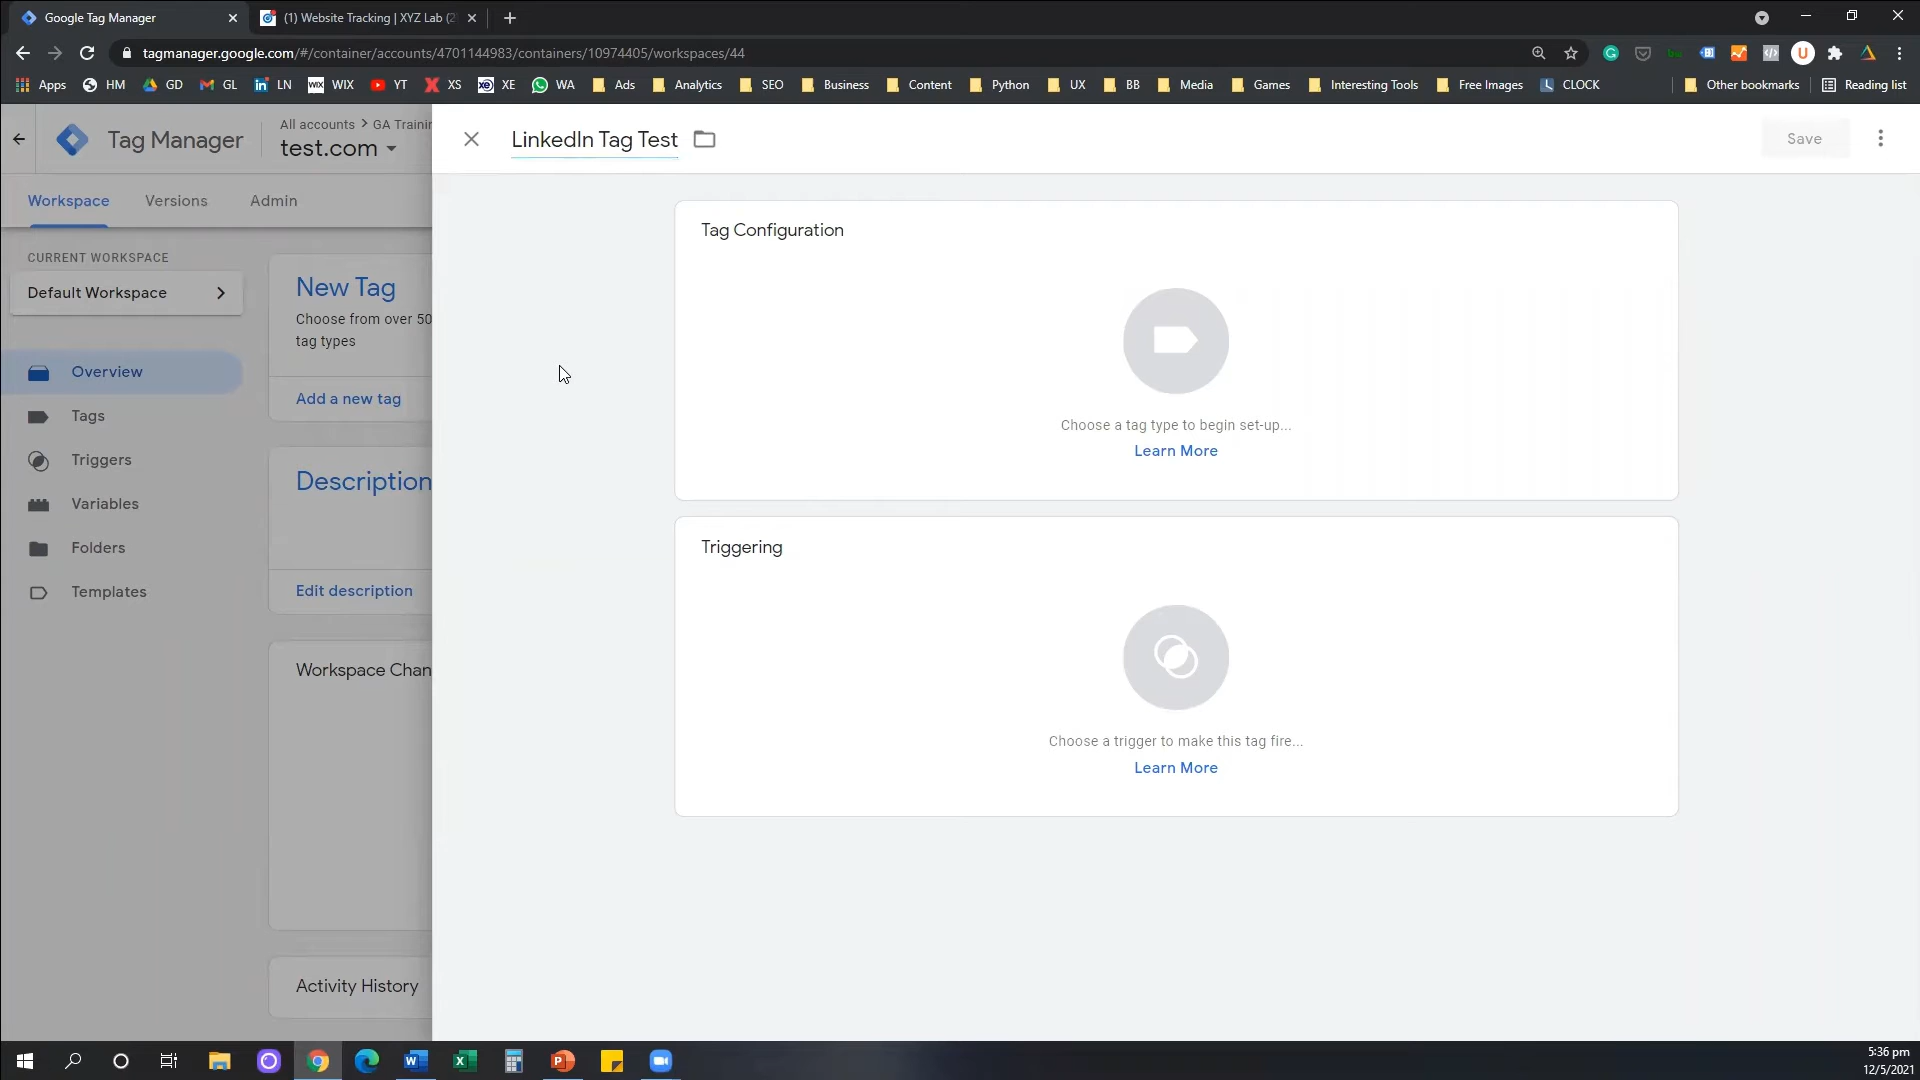 Google Tag Manager
(1) Website Tracking | XYZ Lab (2
tagmanager.google.com/#/container/accounts/4701144983/containers/10974405/workspaces/44
Apps HM GD GL LN WIX YT XS XE WA Ads Analytics SEO Business Content Python UX BB Media Games Interesting Tools Free Images CLOCK Other bookmarks Reading list
Tag Manager
All accounts > GA Trainin
test.com
LinkedIn Tag Test
Save
Workspace Versions Admin
CURRENT WORKSPACE
Default Workspace
Overview
Tags
Triggers
Variables
Folders
Templates
New Tag
Choose from over 50
tag types
Add a new tag
Description
Edit description
Workspace Chan
Activity History
Tag Configuration
Choose a tag type to begin set-up...
Learn More
Triggering
Choose a trigger to make this tag fire...
Learn More
5:36 pm
12/5/2021